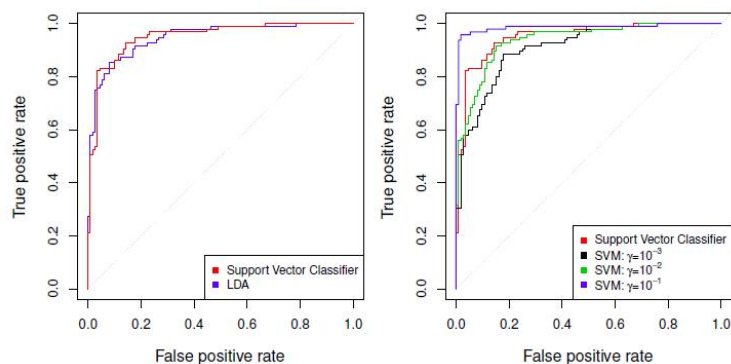 1.0
0.8
0.6
0.4
0.2
0.0
True positive rate
0.0 0.2 0.4 0.6 0.8 1.0
False positive rate
Support Vector Classifier
LDA
1.0
0.8
0.6
0.4
0.2
0.0
True positive rate
0.0 0.2 0.4 0.6 0.8 1.0
False positive rate
Support Vector Classifier
SVM: γ=10⁻³
SVM: γ=10⁻²
SVM: γ=10⁻¹